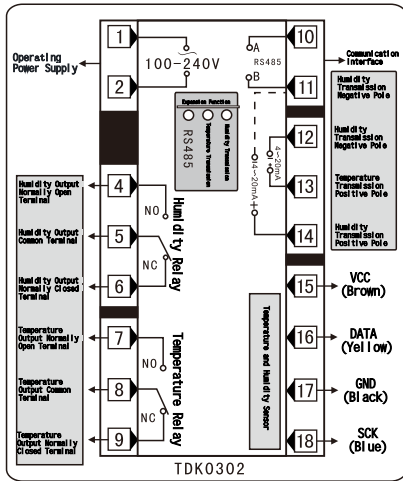 Operating
Power Supply
1
2
100-240V
A
RS485
B
10
11
Communication
Interface
Expansion Function
RS485
Temperature Transmission
Humidity Transmission
Humidity
Transmission
Negative Pole
12
Humidity
Transmission
Negative Pole
13
Temperature
Transmission
Positive Pole
14
Humidity
Transmission
Positive Pole
4-20mA
+
4-20mA
+
Humidity Output
Normally Open
Terminal
4
NO
Humidity Output
Common Terminal
5
Humidity Output
Normally Closed
Terminal
6
NC
Humidity Relay
Temperature
Output Normally
Open Terminal
7
NO
Temperature
Output Common
Terminal
8
Temperature
Output Normally
Closed Terminal
9
NC
Temperature Relay
Temperature and Humidity Sensor
15
VCC
(Brown)
16
DATA
(Yellow)
17
GND
(Black)
18
SCK
(Blue)
TDK0302